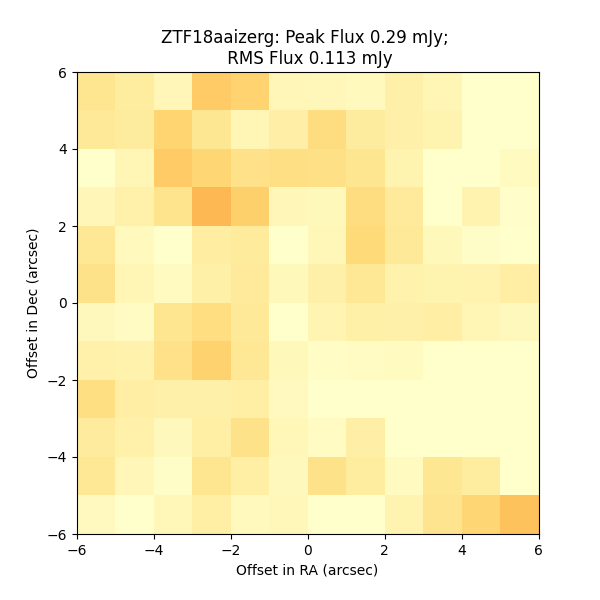 ZTF18aaizerg: Peak Flux 0.29 mJy;
RMS Flux 0.113 mJy
6
4
2
0
−2
−4
−6
Offset in Dec (arcsec)
−6 −4 −2 0 2 4 6
Offset in RA (arcsec)